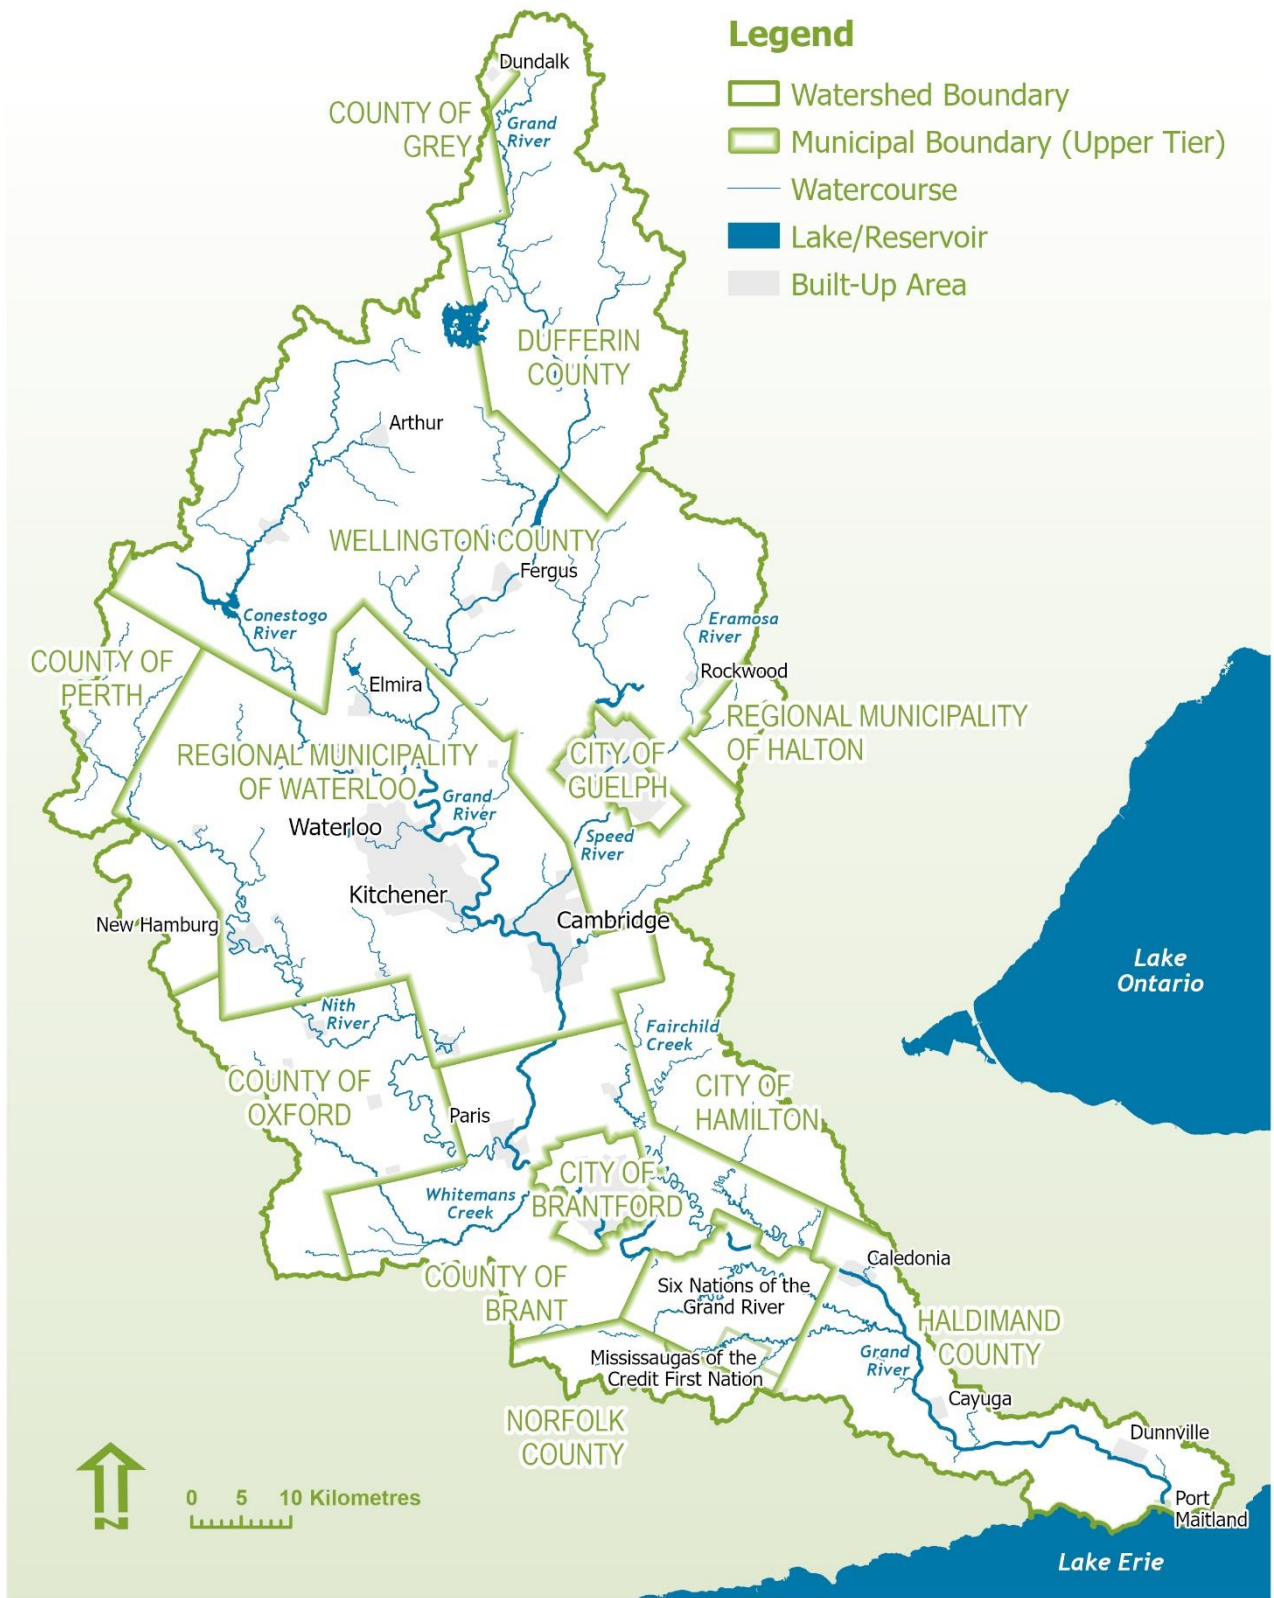 Legend
Watershed Boundary
Municipal Boundary (Upper Tier)
Watercourse
Lake/Reservoir
Built-Up Area
Dundalk
COUNTY OF
GREY
Grand
River
DUFFERIN
COUNTY
Arthur
WELLINGTON COUNTY
Fergus
Conestogo
River
Eramosa
River
COUNTY OF
PERTH
Elmira
Rockwood
REGIONAL MUNICIPALITY
OF HALTON
REGIONAL MUNICIPALITY
OF WATERLOO
CITY OF
GUELPH
Grand
River
Waterloo
Speed
River
Kitchener
New Hamburg
Cambridge
Lake
Ontario
Nith
River
Fairchild
Creek
COUNTY OF
OXFORD
CITY OF
HAMILTON
Paris
CITY OF
BRANTFORD
Whitemans
Creek
COUNTY OF
BRANT
Caledonia
Six Nations of the
Grand River
HALDIMAND
COUNTY
Grand
River
Mississaugas of the
Credit First Nation
Cayuga
NORFOLK
COUNTY
Dunnville
Port
Maitland
N
0 5 10 Kilometres
Lake Erie